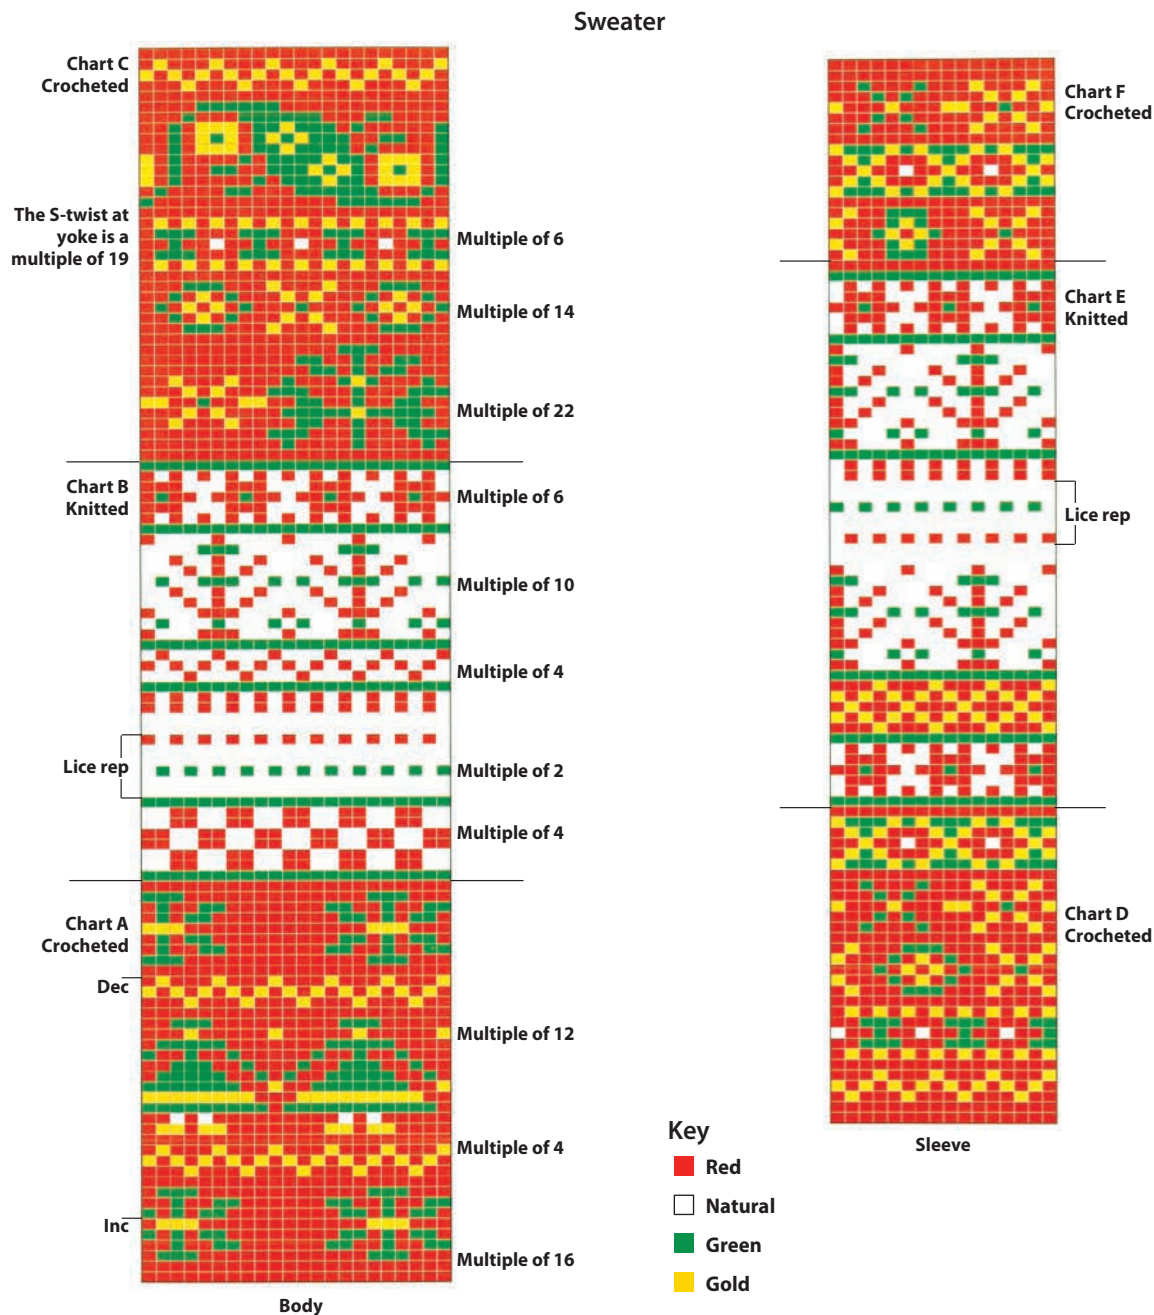 Sweater
Chart C
Crocheted
The S-twist at
yoke is a
multiple of 19
Multiple of 6
Multiple of 14
Multiple of 22
Chart B
Knitted
Multiple of 6
Multiple of 10
Multiple of 4
Lice rep
Multiple of 2
Multiple of 4
Chart A
Crocheted
Dec
Multiple of 12
Multiple of 4
Inc
Multiple of 16
Body
Chart F
Crocheted
Chart E
Knitted
Lice rep
Chart D
Crocheted
Sleeve
Key
Red
Natural
Green
Gold